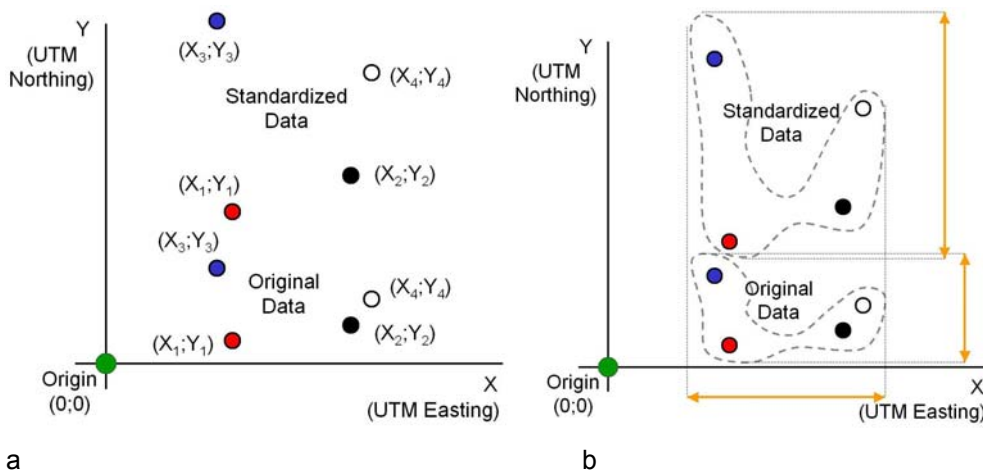 Y
(UTM
Northing)
(X₃;Y₃)
(X₄;Y₄)
Standardized
Data
(X₂;Y₂)
(X₁;Y₁)
(X₃;Y₃)
Original
Data
(X₄;Y₄)
(X₂;Y₂)
(X₁;Y₁)
Origin
(0;0)
X
(UTM Easting)
a
Y
(UTM
Northing)
Standardized
Data
Original
Data
Origin
(0;0)
X
(UTM Easting)
b